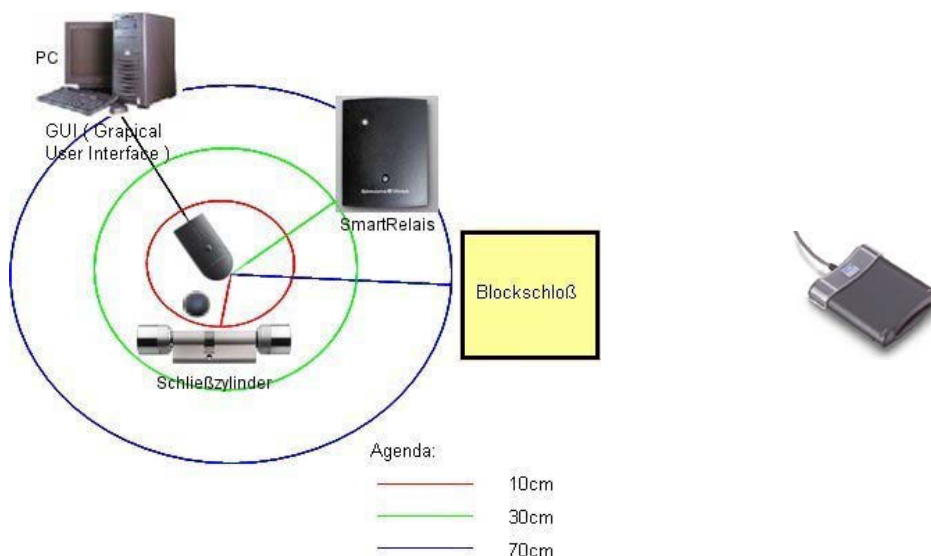 PC
GUI ( Grapical
User Interface )
SmartRelais
Blockschloß
Schließzylinder
Agenda:
10cm
30cm
70cm